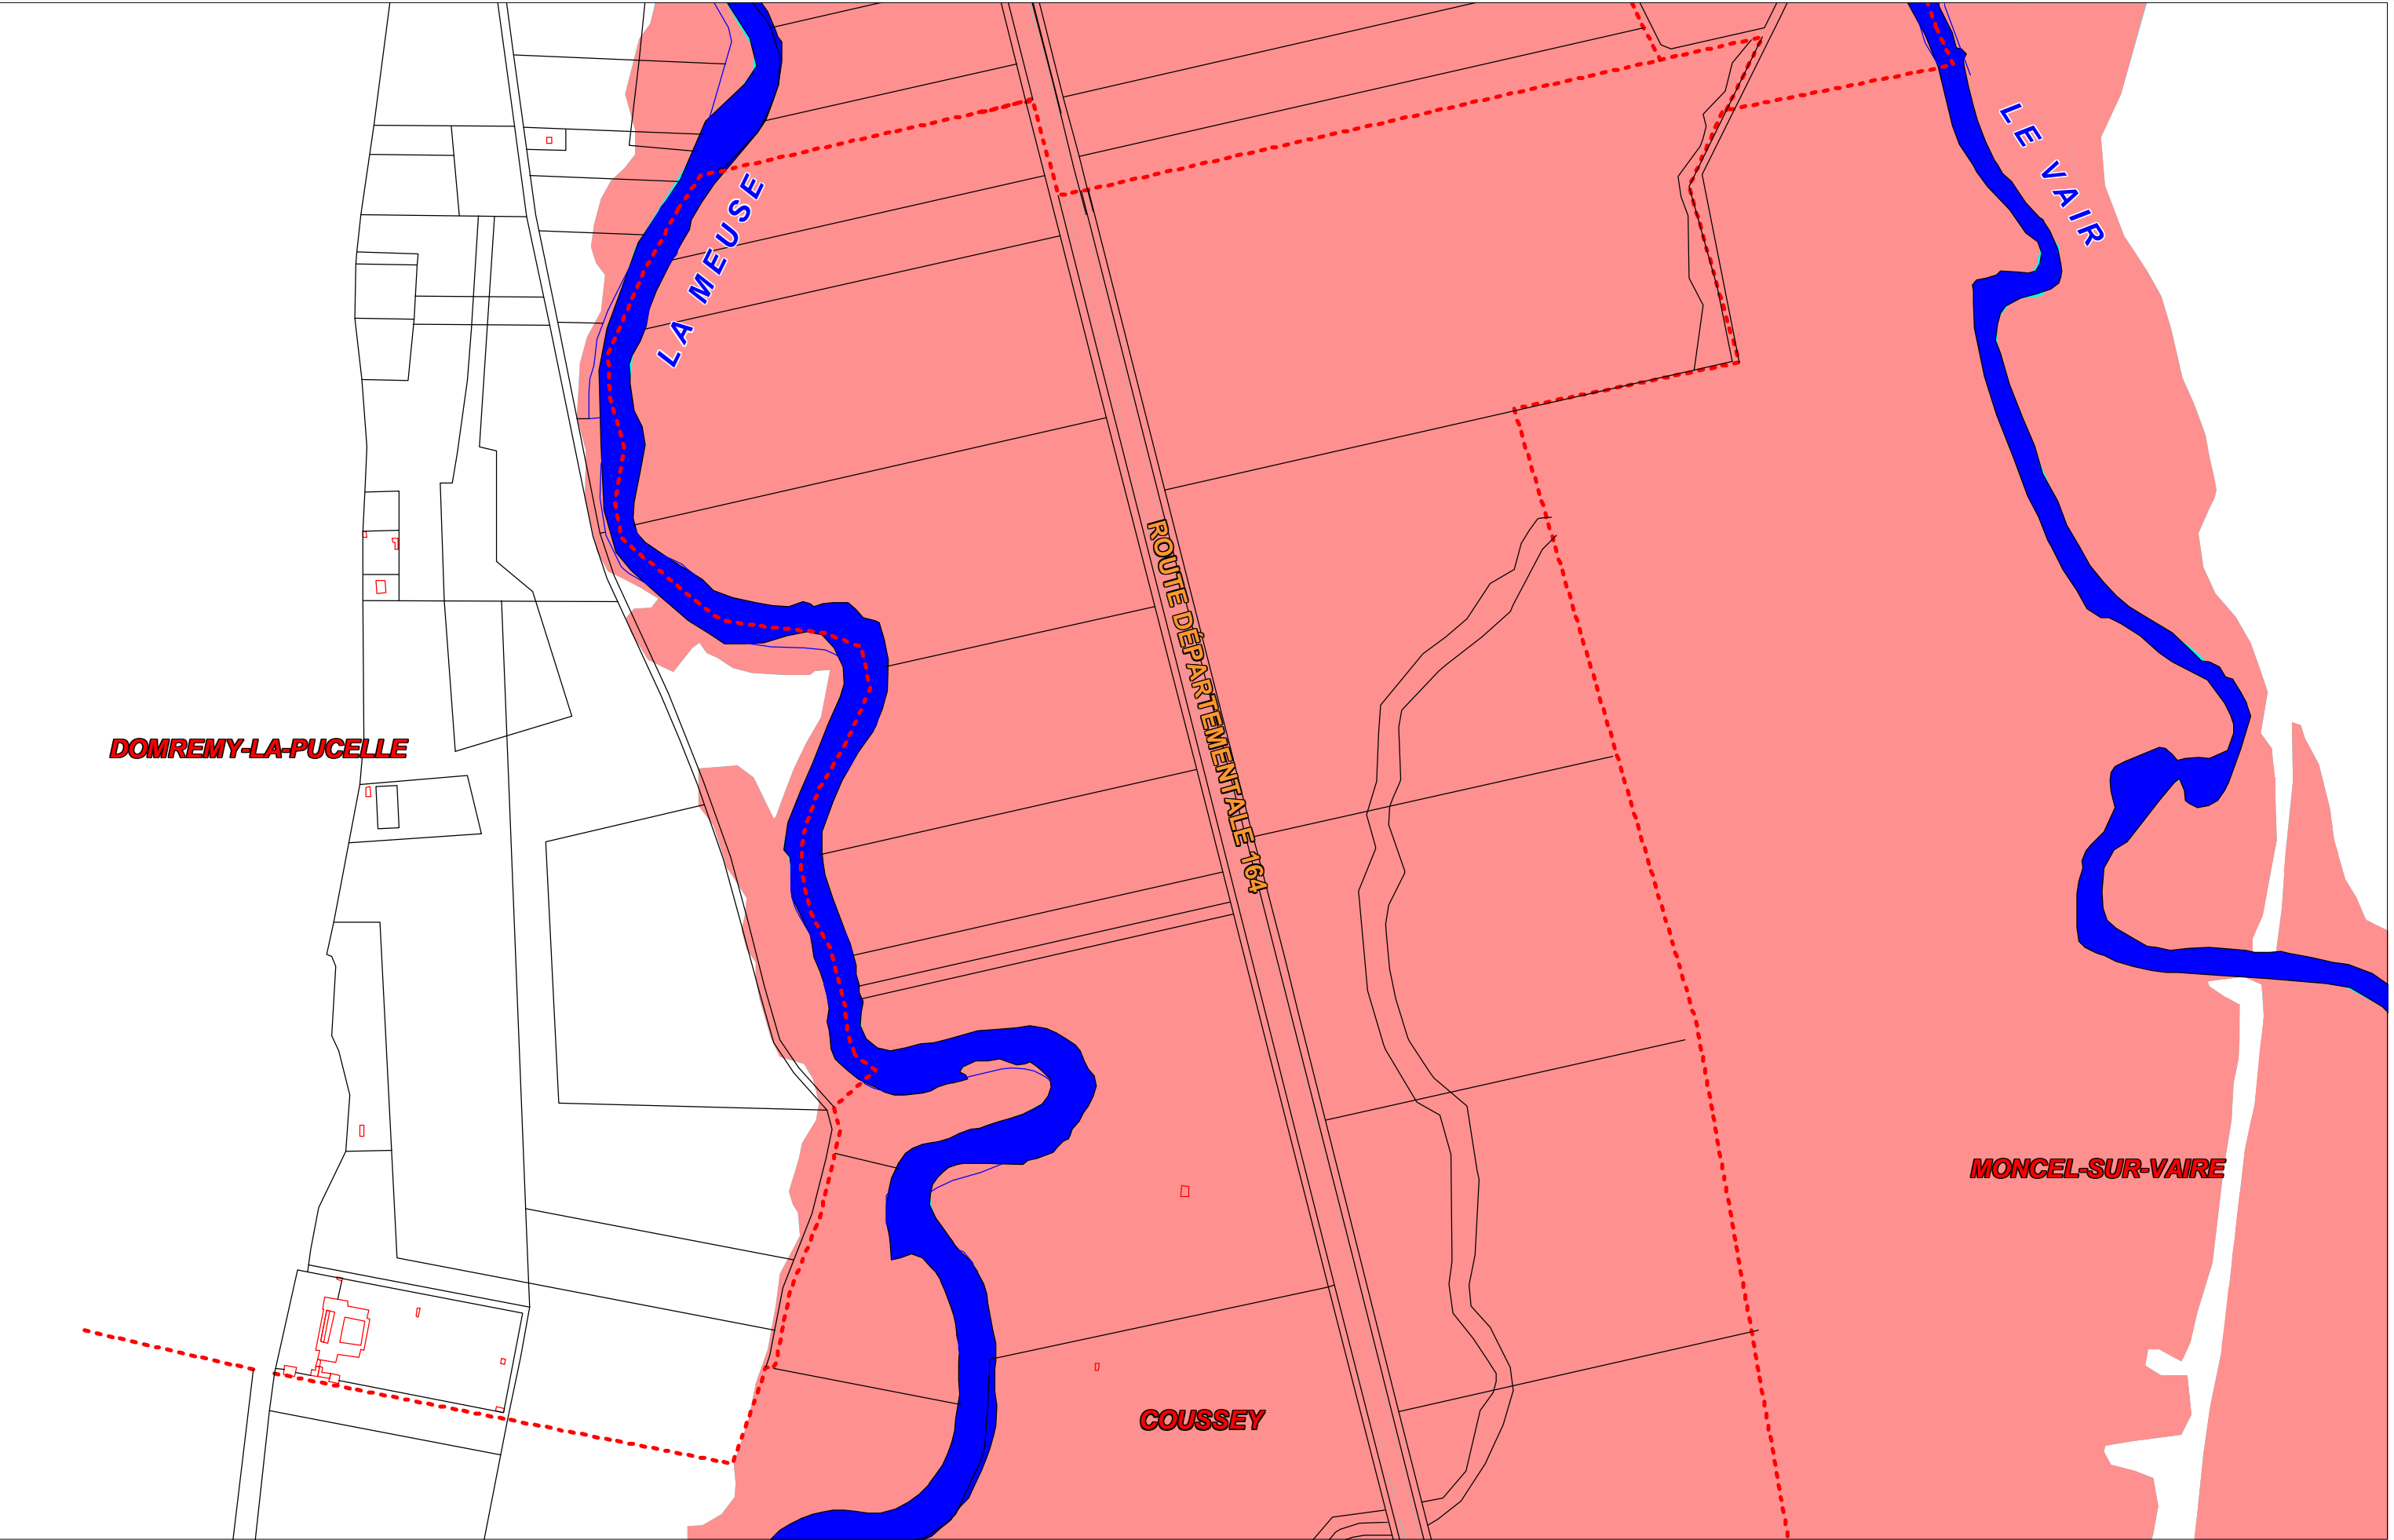 LE VAIR
LA MEUSE
ROUTE DÉPARTEMENTALE 164
DOMREMY-LA-PUCELLE
MONCEL-SUR-VAIRE
COUSSEY